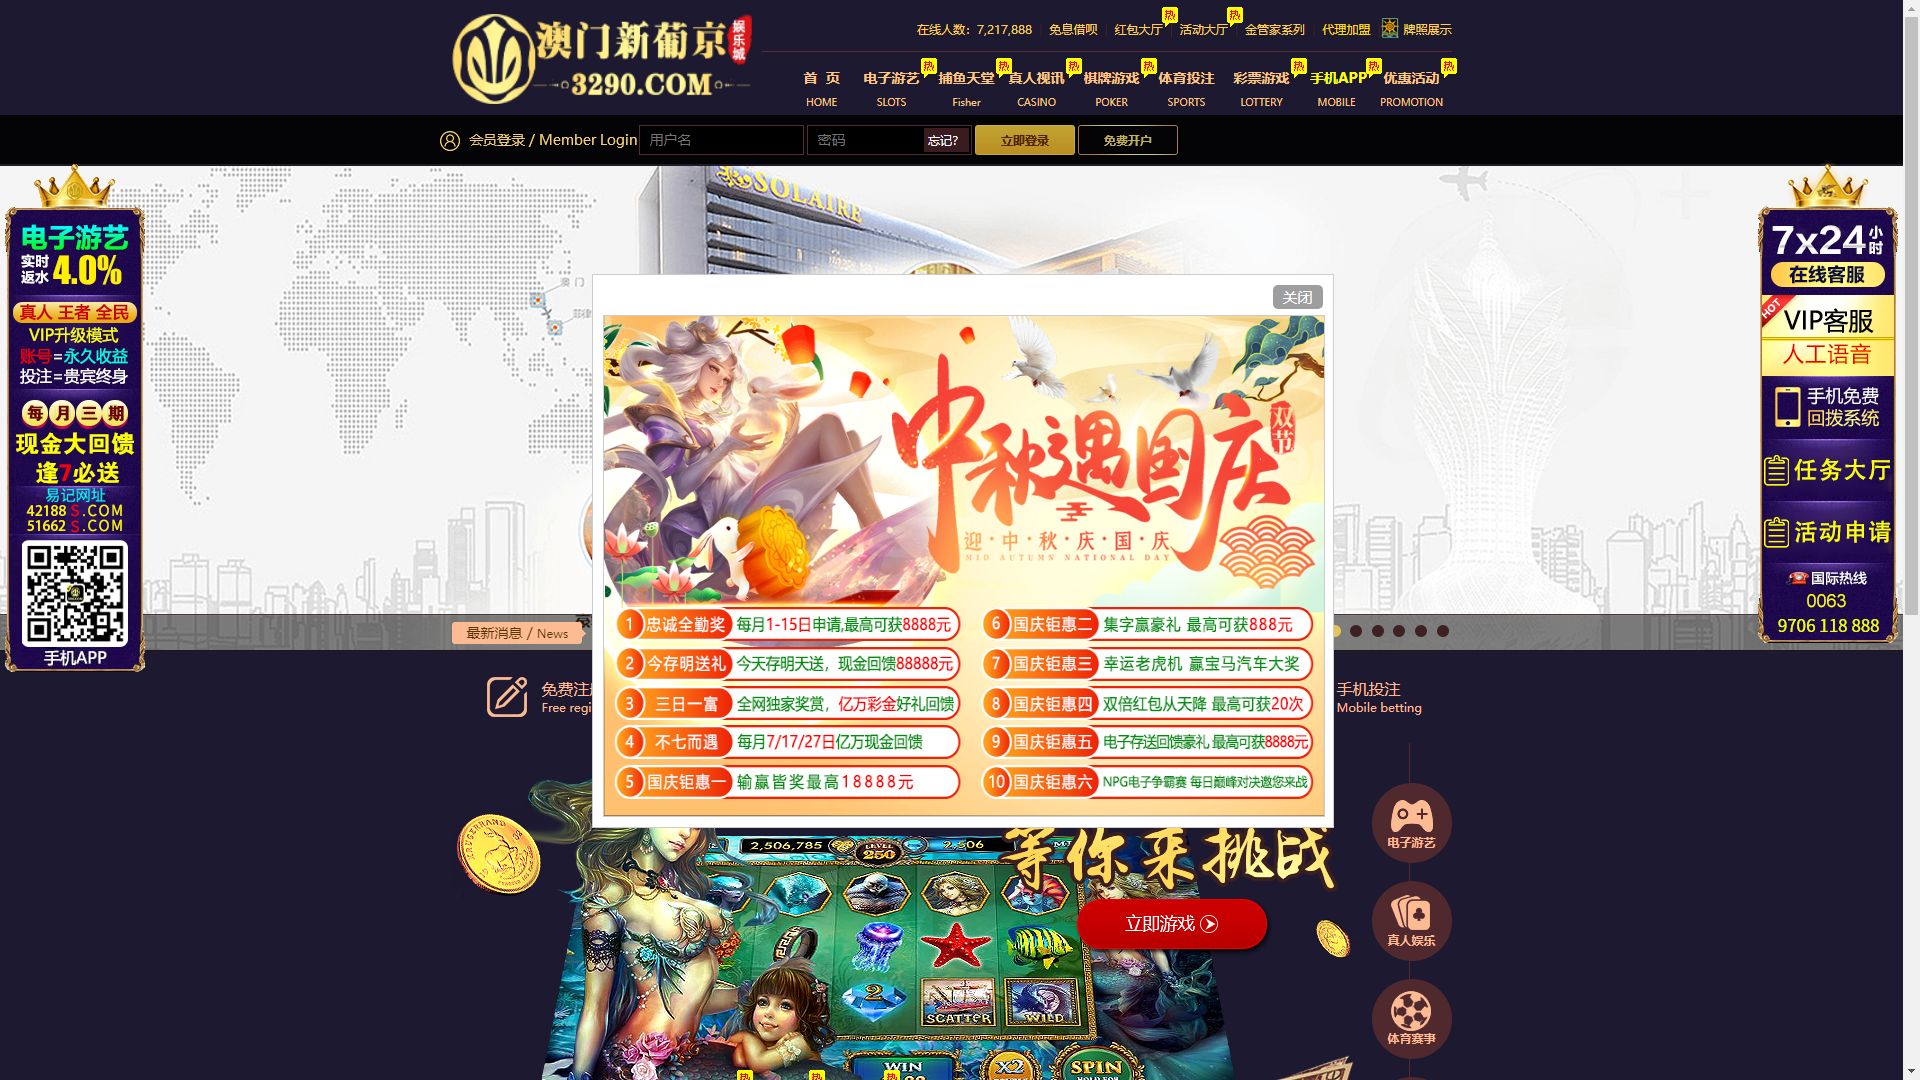 澳门新葡京 娱乐城
3290.COM
在线人数：7,217,888 免息借呗 红包大厅 热 活动大厅 热 金管家系列 代理加盟 牌照展示
首 页 电子游艺 热 捕鱼天堂 热 真人视讯 热 棋牌游戏 热 体育投注 彩票游戏 热 手机APP 热 优惠活动 热
HOME SLOTS Fisher CASINO POKER SPORTS LOTTERY MOBILE PROMOTION
会员登录 / Member Login 用户名 密码 忘记? 立即登录 免费开户
SOLAIRE
澳 门
电子游艺
实时返水 4.0%
真人 王者 全民
VIP升级模式
账号=永久收益
投注=贵宾终身
每月三期
现金大回馈
逢7必送
易记网址
42188 S.COM
51662 S.COM
手机APP
7x24小时
在线客服
HOT
VIP客服
人工语音
手机免费
回拨系统
任务大厅
活动申请
国际热线
0063
9706 118 888
关闭
中秋遇国庆 双节
迎·中·秋·庆·国·庆
MID AUTUMN NATIONAL DAY
1 忠诚全勤奖 每月1-15日申请,最高可获8888元
2 今存明送礼 今天存明天送，现金回馈88888元
3 三日一富 全网独家奖赏，亿万彩金好礼回馈
4 不七而遇 每月7/17/27日亿万现金回馈
5 国庆钜惠一 输赢皆奖最高18888元
6 国庆钜惠二 集字赢豪礼 最高可获888元
7 国庆钜惠三 幸运老虎机 赢宝马汽车大奖
8 国庆钜惠四 双倍红包从天降 最高可获20次
9 国庆钜惠五 电子存送回馈豪礼 最高可获8888元
10 国庆钜惠六 NPG电子争霸赛 每日巅峰对决邀您来战
最新消息 / News
免费注
Free regi
手机投注
Mobile betting
等你来挑战
立即游戏
KRUGERRAND
2,506,785 LEVEL 250 2,506
2
SCATTER WILD
WIN X2 SPIN
电子游艺
真人娱乐
体育赛事
热 热 热